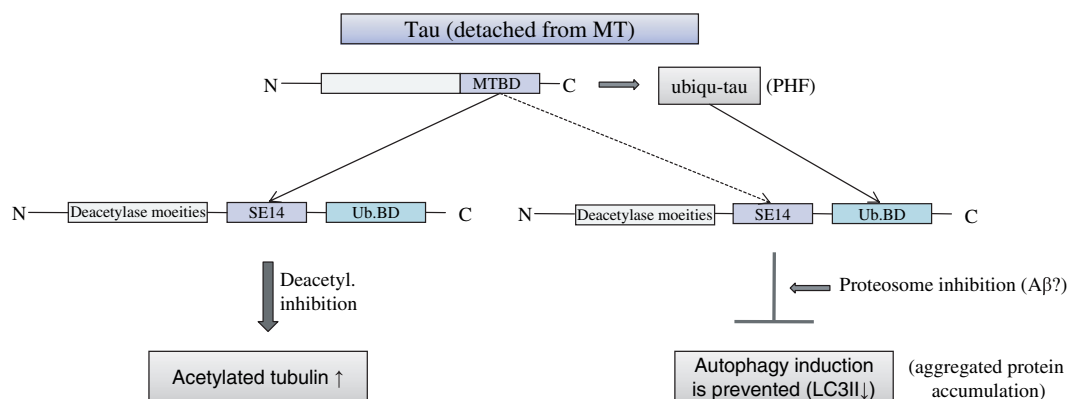 Tau (detached from MT)
N MTBD C ubiqu-tau (PHF)
N Deacetylase moeities SE14 Ub.BD C
N Deacetylase moeities SE14 Ub.BD C
Deacetyl.
inhibition
Proteosome inhibition (Aβ?)
Acetylated tubulin ↑
Autophagy induction
is prevented (LC3II↓)
(aggregated protein
accumulation)